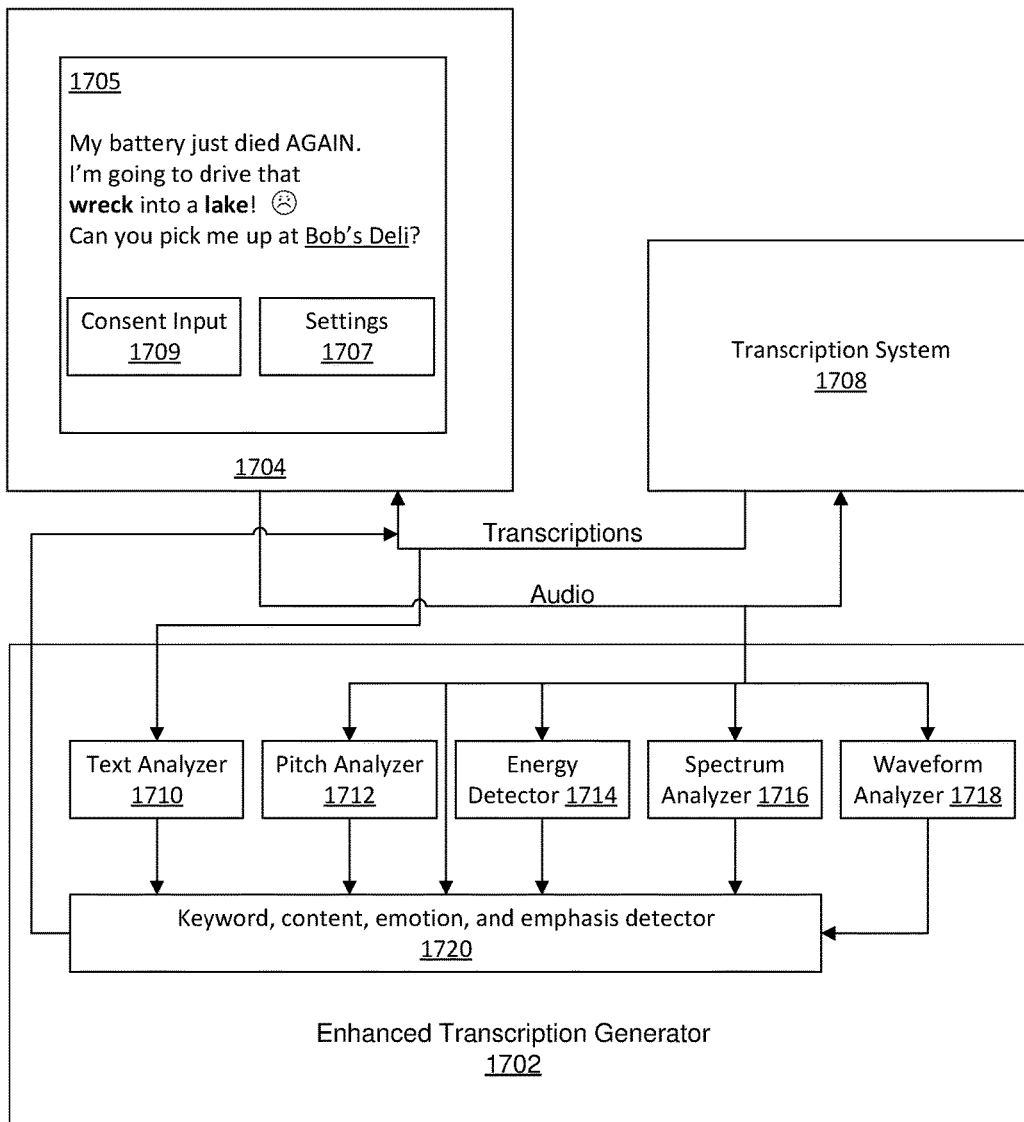 1705
My battery just died AGAIN.
I'm going to drive that
wreck into a lake! ☹
Can you pick me up at Bob's Deli?
Consent Input
1709
Settings
1707
1704
Transcription System
1708
Transcriptions
Audio
Text Analyzer
1710
Pitch Analyzer
1712
Energy
Detector 1714
Spectrum
Analyzer 1716
Waveform
Analyzer 1718
Keyword, content, emotion, and emphasis detector
1720
Enhanced Transcription Generator
1702